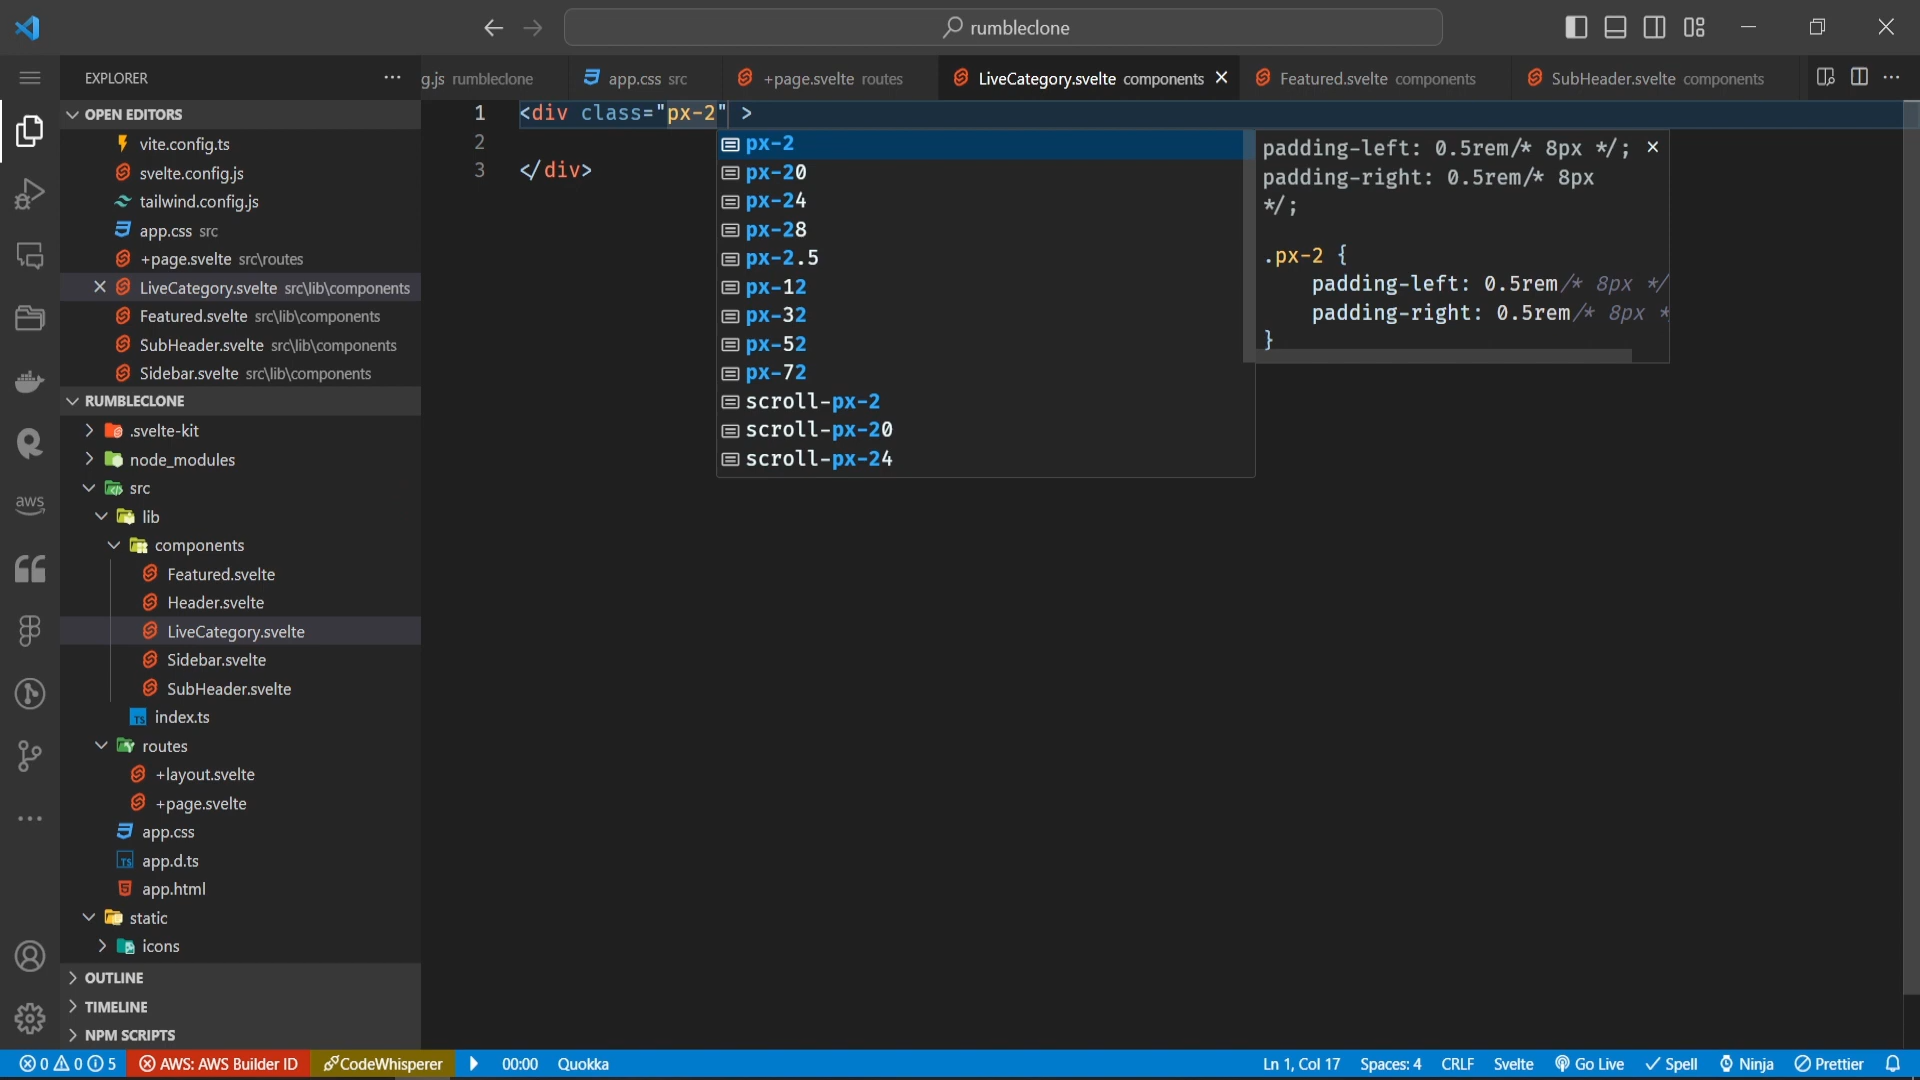 rumbleclone
EXPLORER
g.js rumbleclone
app.css src
+page.svelte routes
LiveCategory.svelte components
Featured.svelte components
SubHeader.svelte components
OPEN EDITORS
vite.config.ts
svelte.config.js
tailwind.config.js
app.css src
+page.svelte src\routes
LiveCategory.svelte src\lib\components
Featured.svelte src\lib\components
SubHeader.svelte src\lib\components
Sidebar.svelte src\lib\components
RUMBLECLONE
.svelte-kit
node_modules
src
lib
components
Featured.svelte
Header.svelte
LiveCategory.svelte
Sidebar.svelte
SubHeader.svelte
index.ts
routes
+layout.svelte
+page.svelte
app.css
app.d.ts
app.html
static
icons
OUTLINE
TIMELINE
NPM SCRIPTS
aws
1 <div class="px-2" >
2
3 </div>
px-2
px-20
px-24
px-28
px-2.5
px-12
px-32
px-52
px-72
scroll-px-2
scroll-px-20
scroll-px-24
padding-left: 0.5rem/* 8px */;
padding-right: 0.5rem/* 8px
*/;
.px-2 {
padding-left: 0.5rem/* 8px */
padding-right: 0.5rem/* 8px *
}
0 0 5 AWS: AWS Builder ID CodeWhisperer 00:00 Quokka Ln 1, Col 17 Spaces: 4 CRLF Svelte Go Live Spell Ninja Prettier